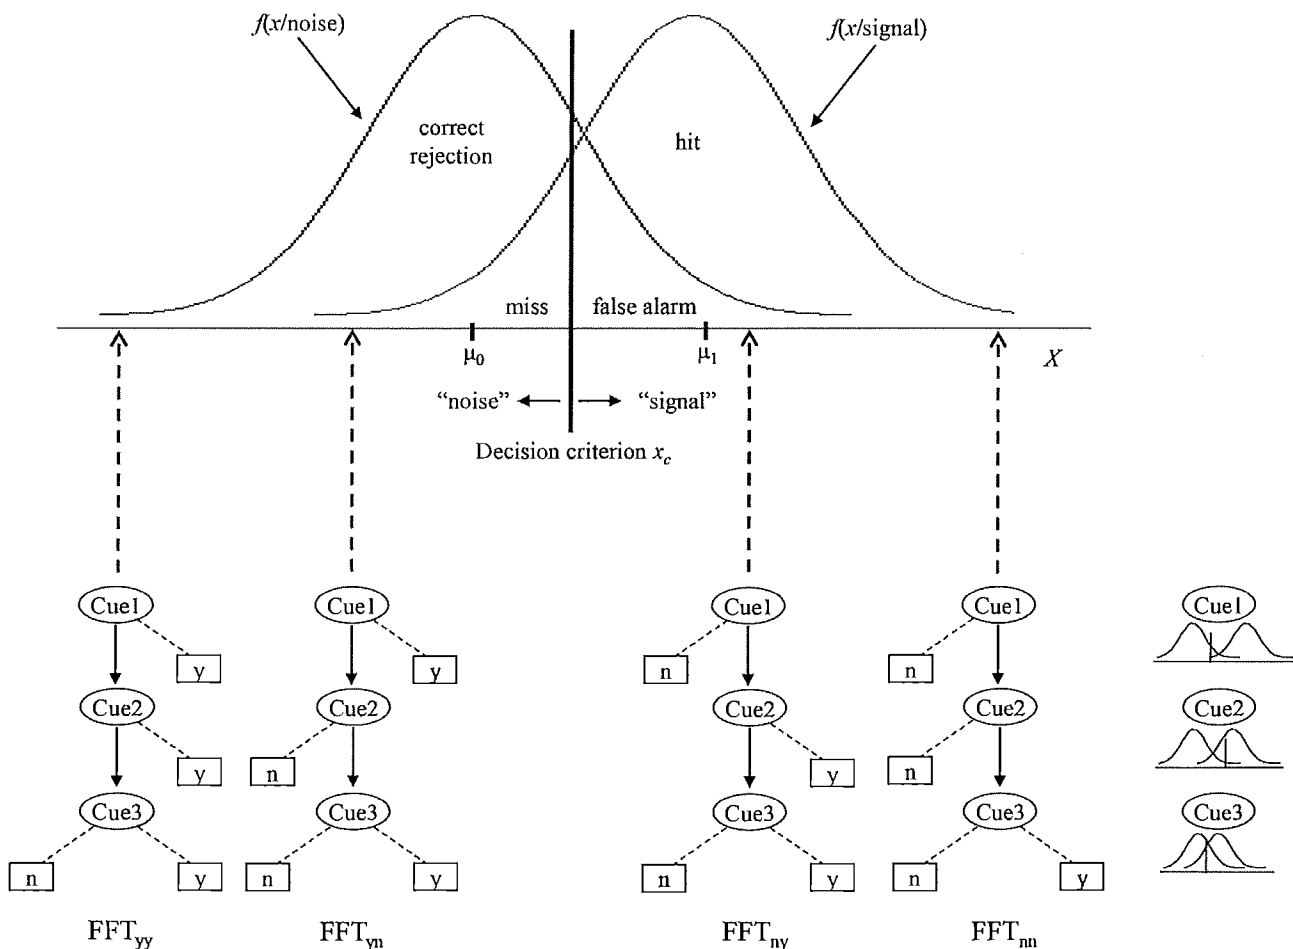 f(x/noise)
f(x/signal)
correct
rejection
hit
miss
false alarm
μ0
μ1
X
“noise”
“signal”
Decision criterion xc
Cue1
Cue1
Cue1
Cue1
Cue1
y
y
n
n
Cue2
Cue2
Cue2
Cue2
Cue2
y
n
y
n
Cue3
Cue3
Cue3
Cue3
Cue3
n
y
n
y
n
y
n
y
FFTyy
FFTyn
FFTny
FFTnn